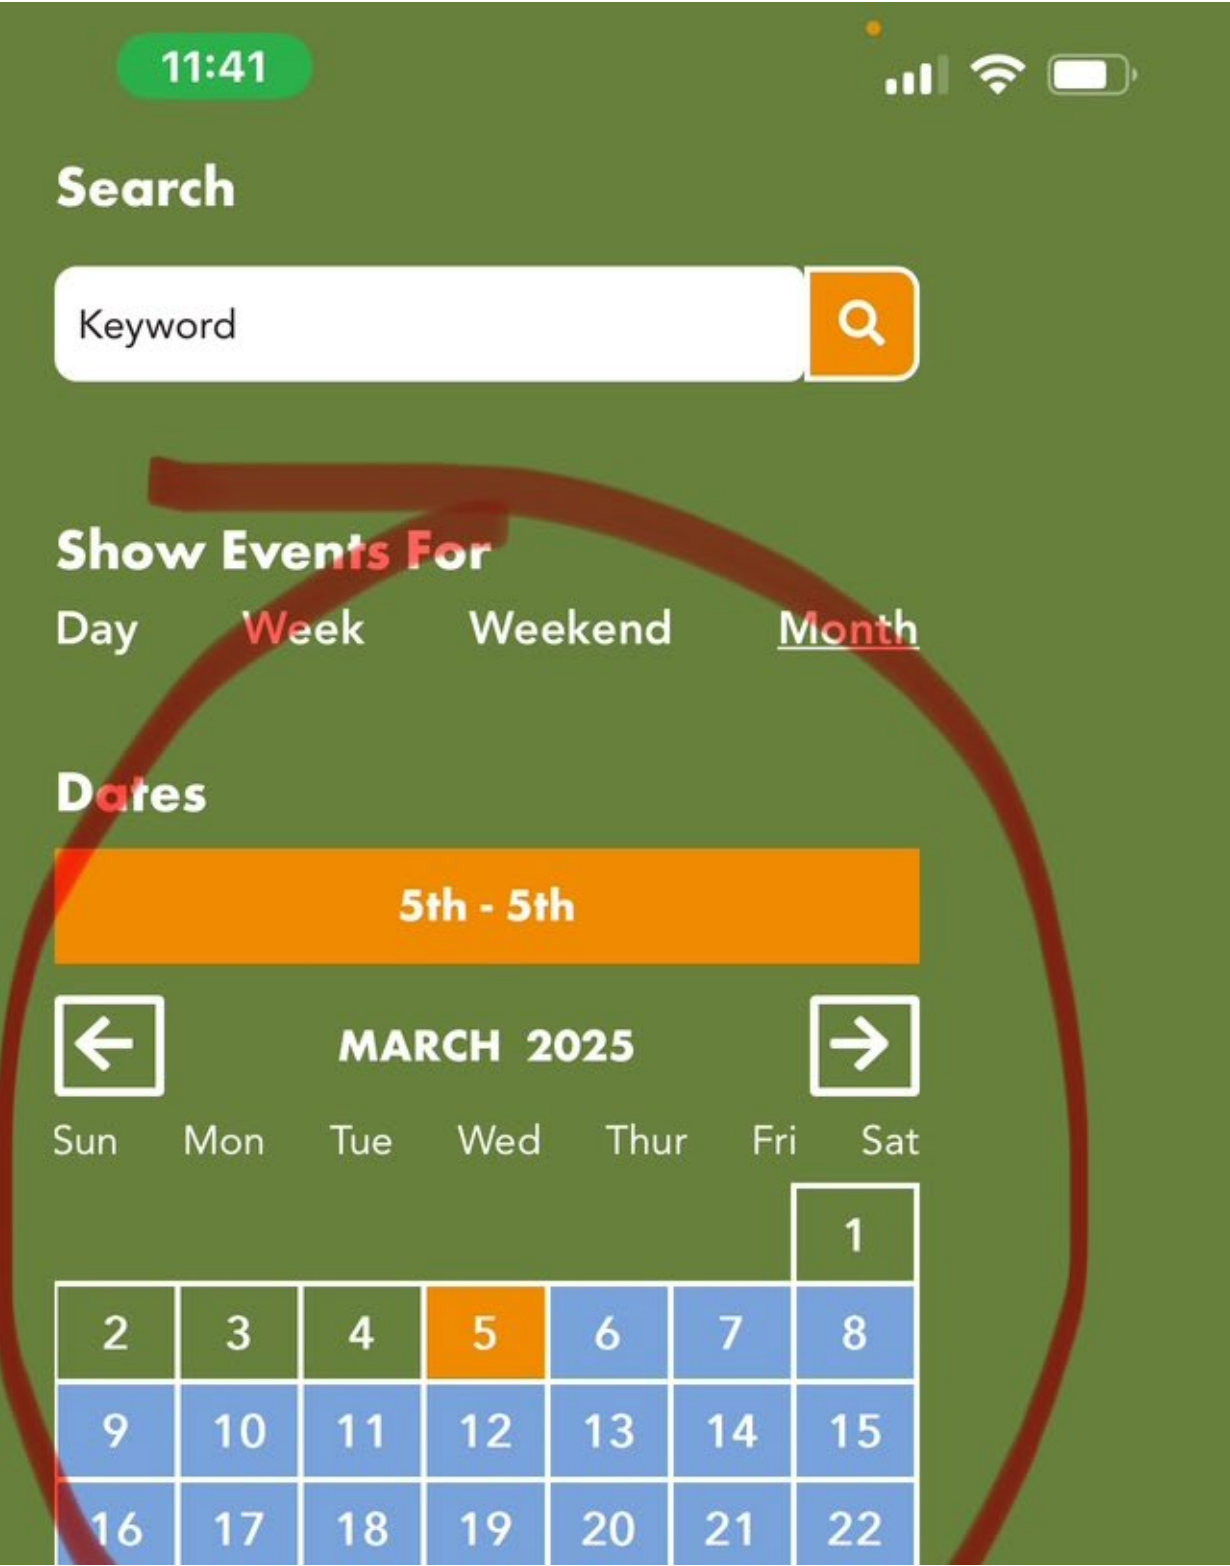 11:41
Search
Keyword
Show Events For
Day Week Weekend Month
Dates
5th - 5th
MARCH 2025
Sun Mon Tue Wed Thur Fri Sat
1
2 3 4 5 6 7 8
9 10 11 12 13 14 15
16 17 18 19 20 21 22